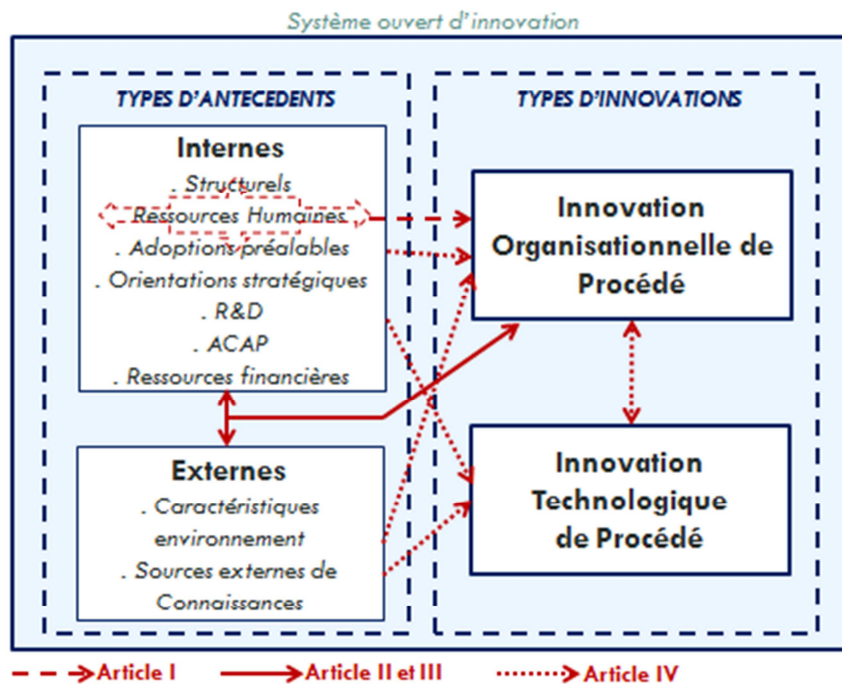 Système ouvert d'innovation
TYPES D'ANTECEDENTS
Internes
. Structurels
Ressources Humaines
. Adoptions préalables
. Orientations stratégiques
. R&D
. ACAP
. Ressources financières
Externes
. Caractéristiques
environnement
. Sources externes de
Connaissances
TYPES D'INNOVATIONS
Innovation
Organisationnelle de
Procédé
Innovation
Technologique
de Procédé
Article I
Article II et III
Article IV